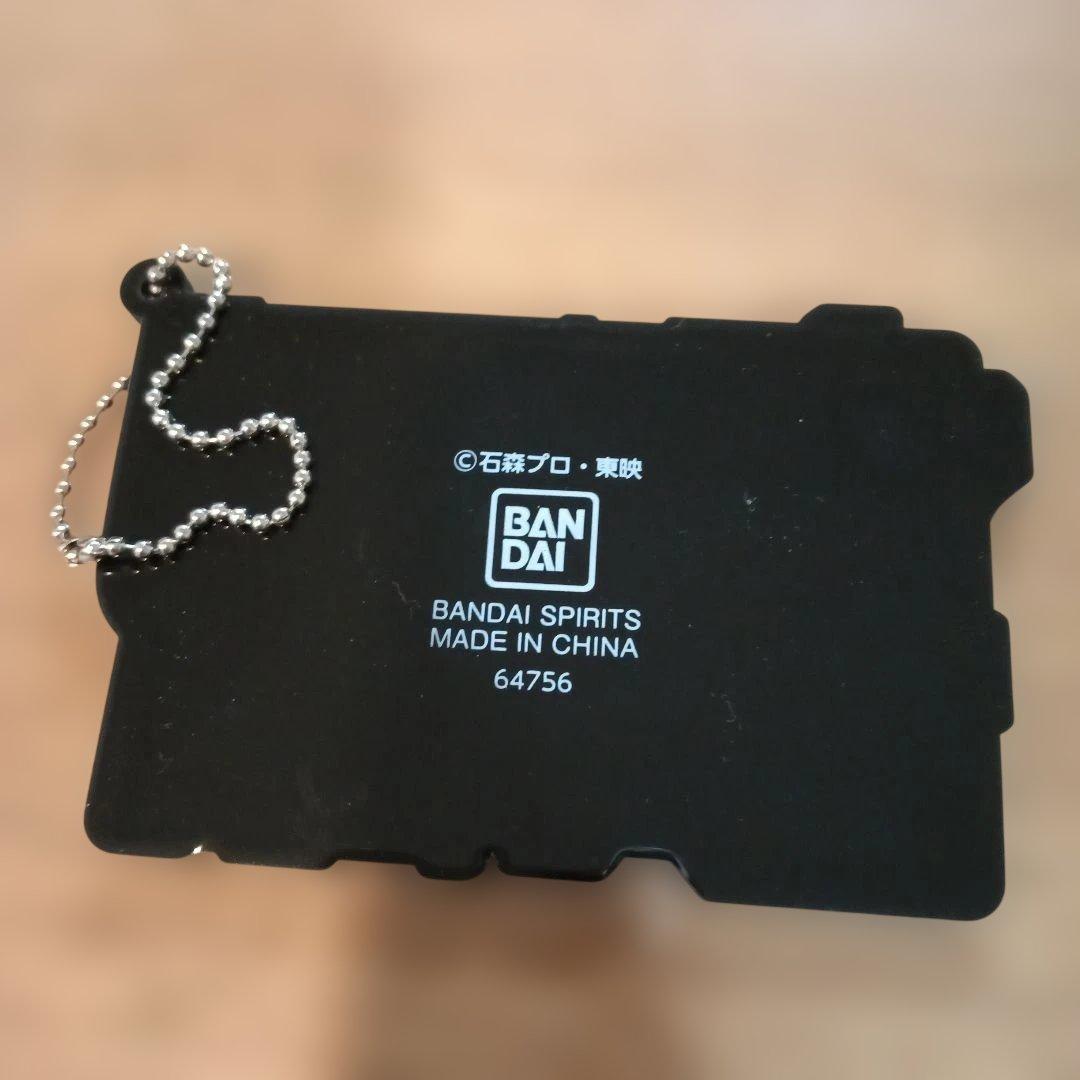 ©石森プロ・東映
BAN
DAI
BANDAI SPIRITS
MADE IN CHINA
64756